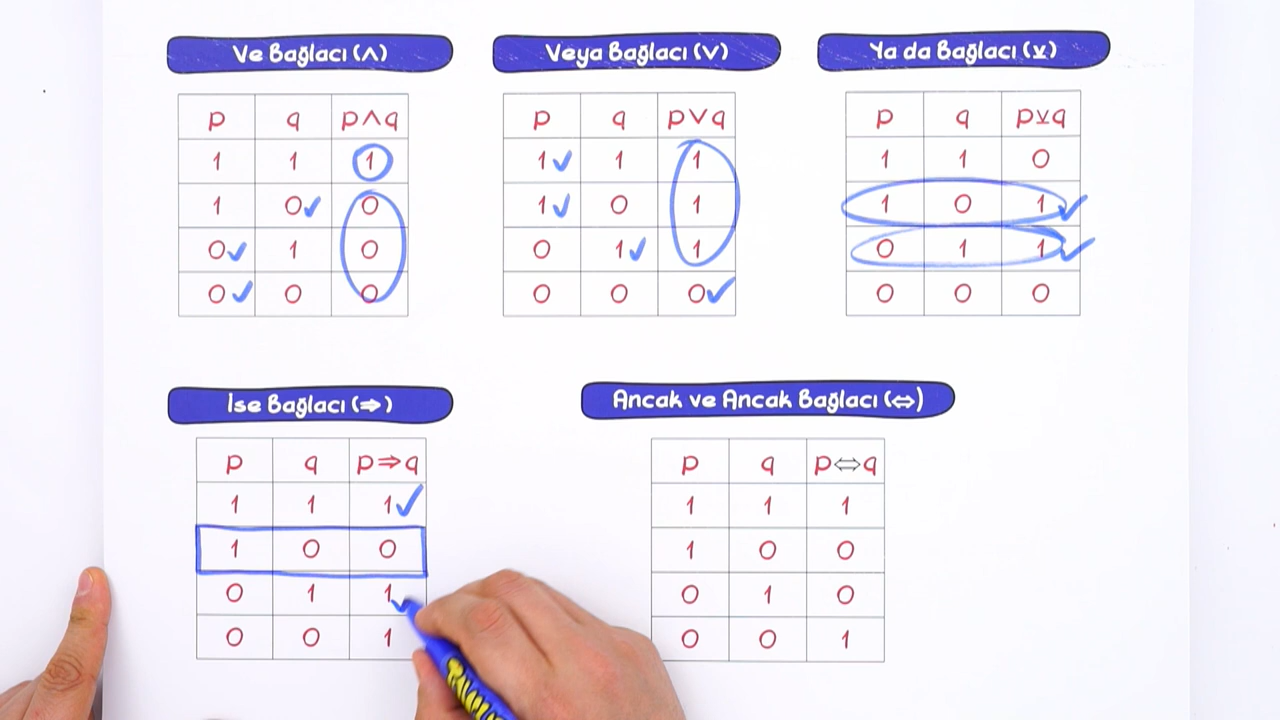 Ve Bağlacı (∧)
p q p∧q
1 1 1
1 0 0
0 1 0
0 0 0
Veya Bağlacı (∨)
p q p∨q
1 1 1
1 0 1
0 1 1
0 0 0
Ya da Bağlacı (⊻)
p q p⊻q
1 1 0
1 0 1
0 1 1
0 0 0
İse Bağlacı (⇒)
p q p⇒q
1 1 1
1 0 0
0 1 1
0 0 1
Ancak ve Ancak Bağlacı (⇔)
p q p⇔q
1 1 1
1 0 0
0 1 0
0 0 1